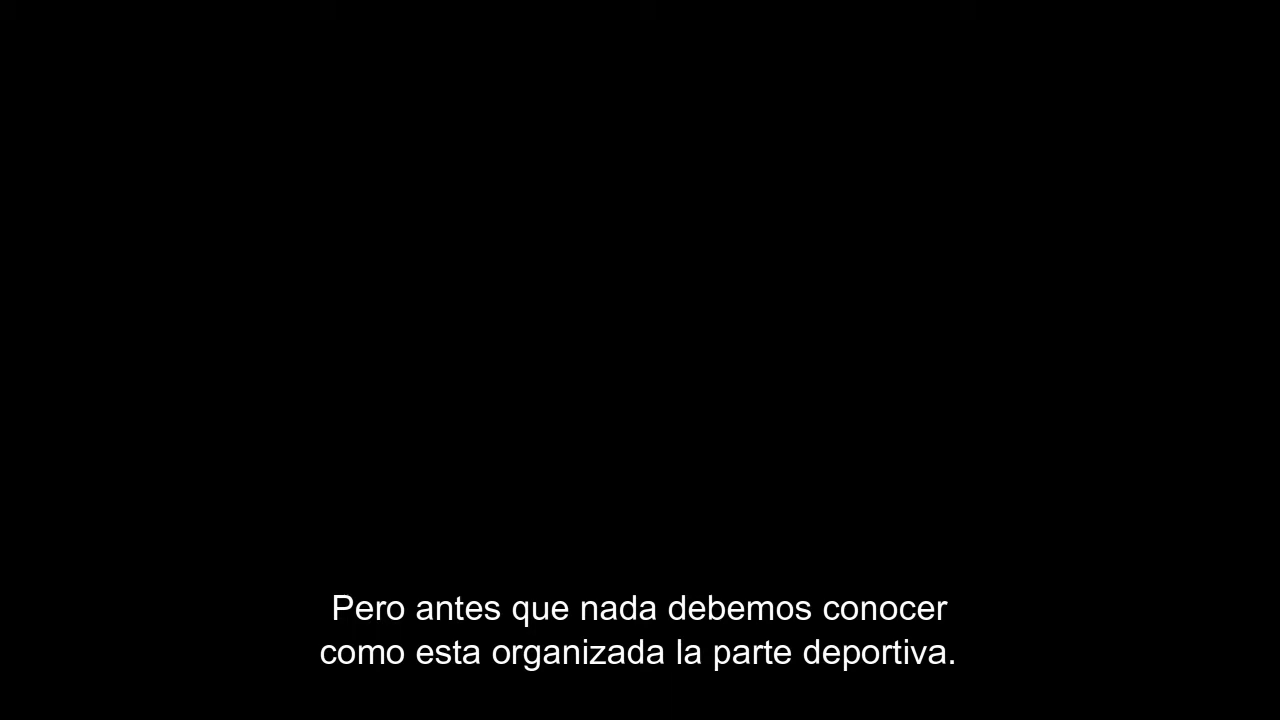 Pero antes que nada debemos conocer
como esta organizada la parte deportiva.